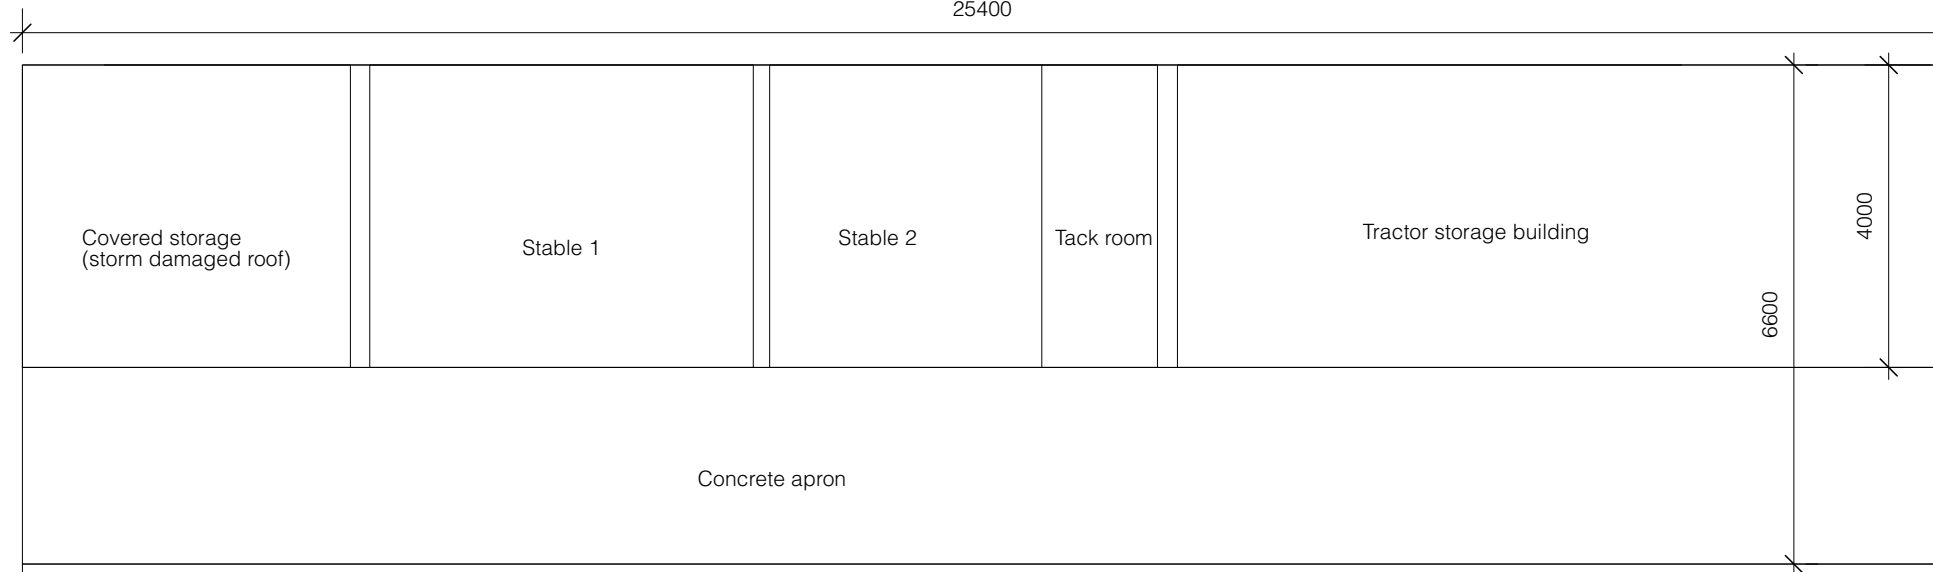 25400
Covered storage
(storm damaged roof)
Stable 1
Stable 2
Tack room
Tractor storage building
4000
6600
Concrete apron